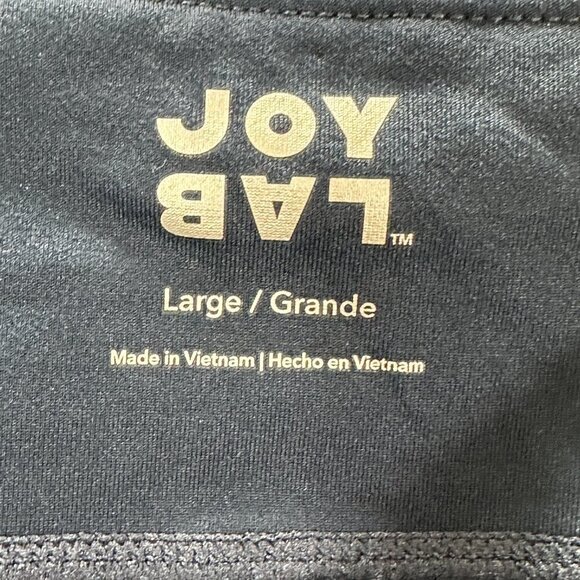 JOY
LAB™
Large / Grande
Made in Vietnam | Hecho en Vietnam